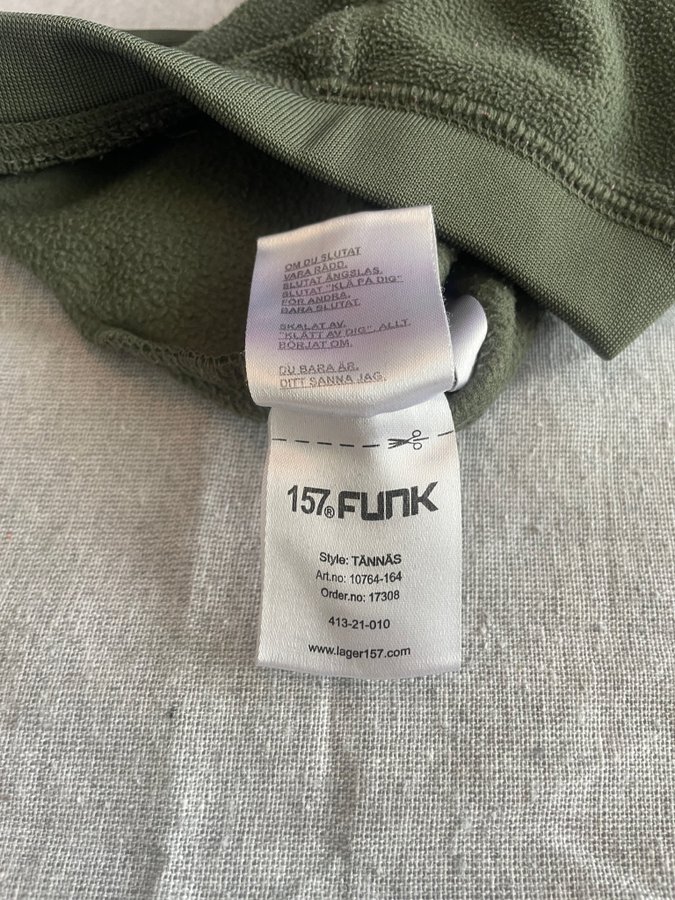 OM DU SLUTAT
VARA RÄDD.
SLUTAT ÄNGSLAS.
SLUTAT "KLÄ PÅ DIG"
FÖR ANDRA.
BARA SLUTAT.
SKALAT AV.
"KLÄTT AV DIG". ALLT.
BÖRJAT OM.
DU BARA ÄR.
DITT SANNA JAG.
157® FUNK
Style: TÄNNÄS
Art.no: 10764-164
Order.no: 17308
413-21-010
www.lager157.com